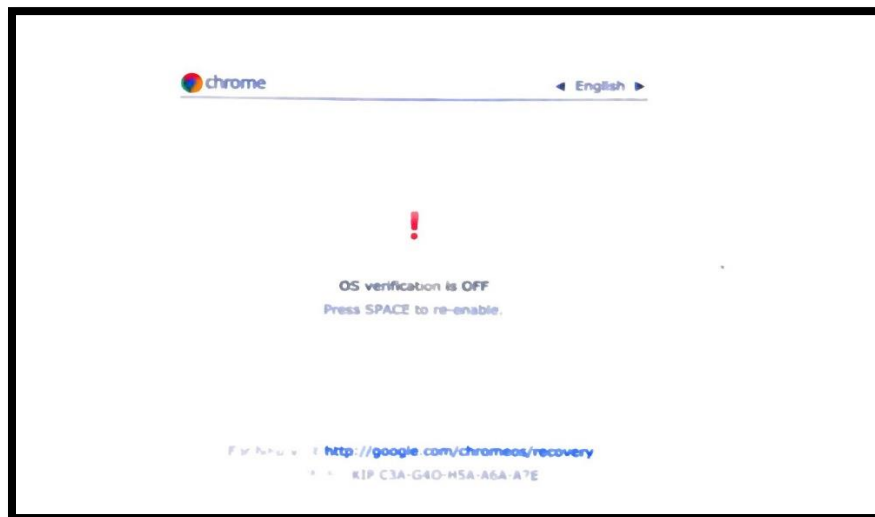 chrome
◀ English ▶
!
OS verification is OFF
Press SPACE to re-enable.
http://google.com/chromeos/recovery
KIP C3A-G4O-H5A-A6A-A7E